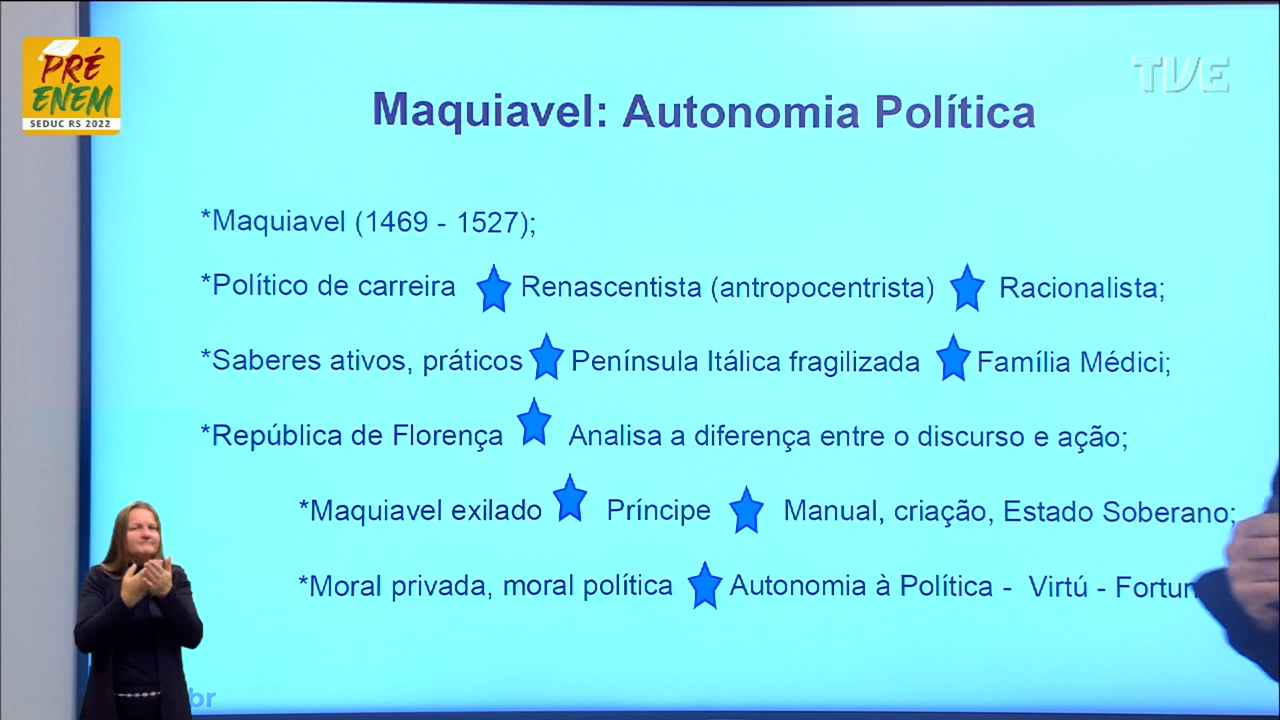 PRÉ
ENEM
SEDUC RS 2022
TVE
Maquiavel: Autonomia Política
*Maquiavel (1469 - 1527);
*Político de carreira Renascentista (antropocentrista) Racionalista;
*Saberes ativos, práticos Península Itálica fragilizada Família Médici;
*República de Florença Analisa a diferença entre o discurso e ação;
*Maquiavel exilado Príncipe Manual, criação, Estado Soberano;
*Moral privada, moral política Autonomia à Política - Virtú - Fortun
br